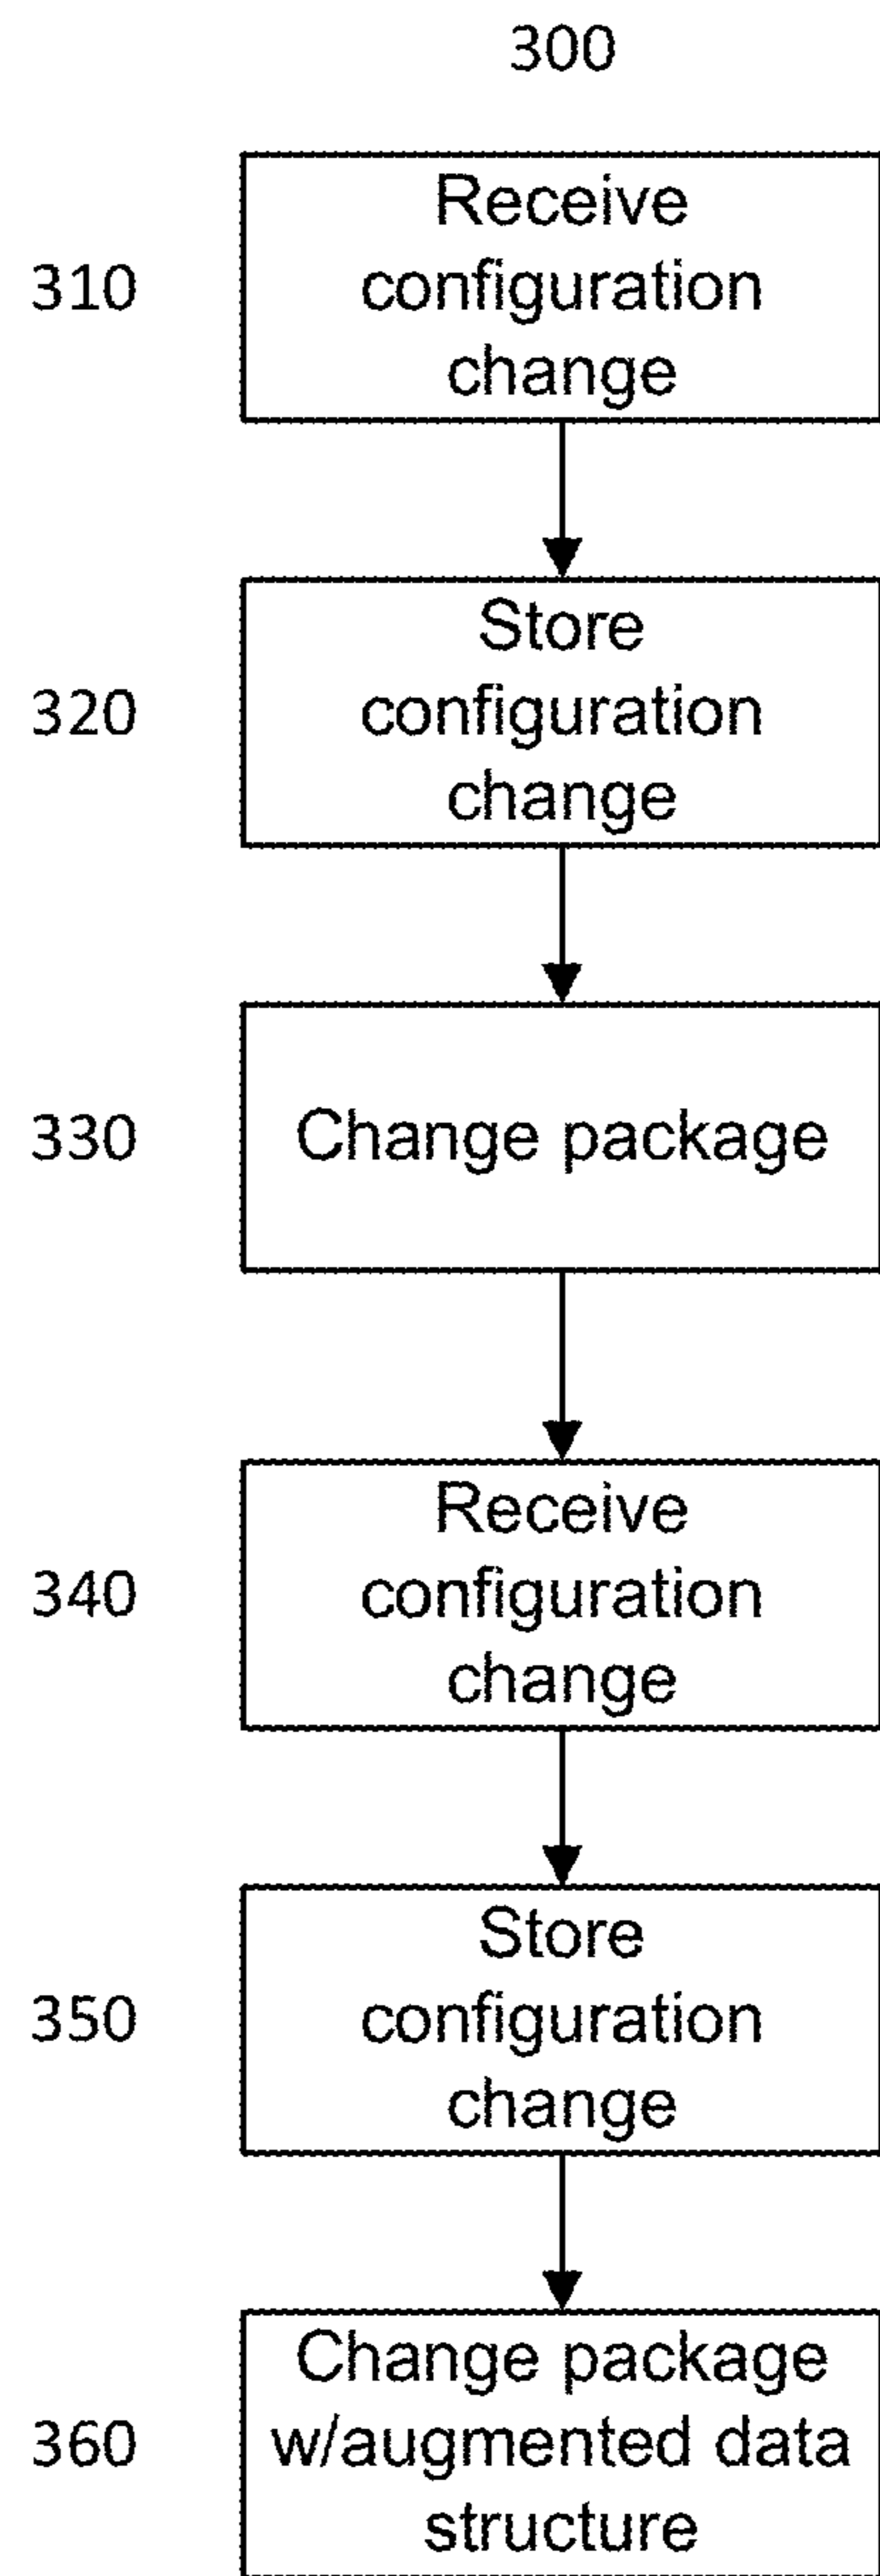 300
Receive
310
configuration
change
Store
320
configuration
change
330
Change package
Receive
340
configuration
change
Store
350
configuration
change
Change package
360
w/augmented data
structure